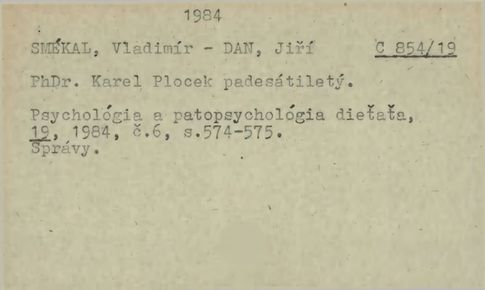 1984
SMÉKAL, Vladimír - DAN, Jiří C 854/19
PhDr. Karel Plocek padesátiletý.
Psychológia a patopsychológia dieťaťa,
19, 1984, č.6, s.574-575.
Správy.